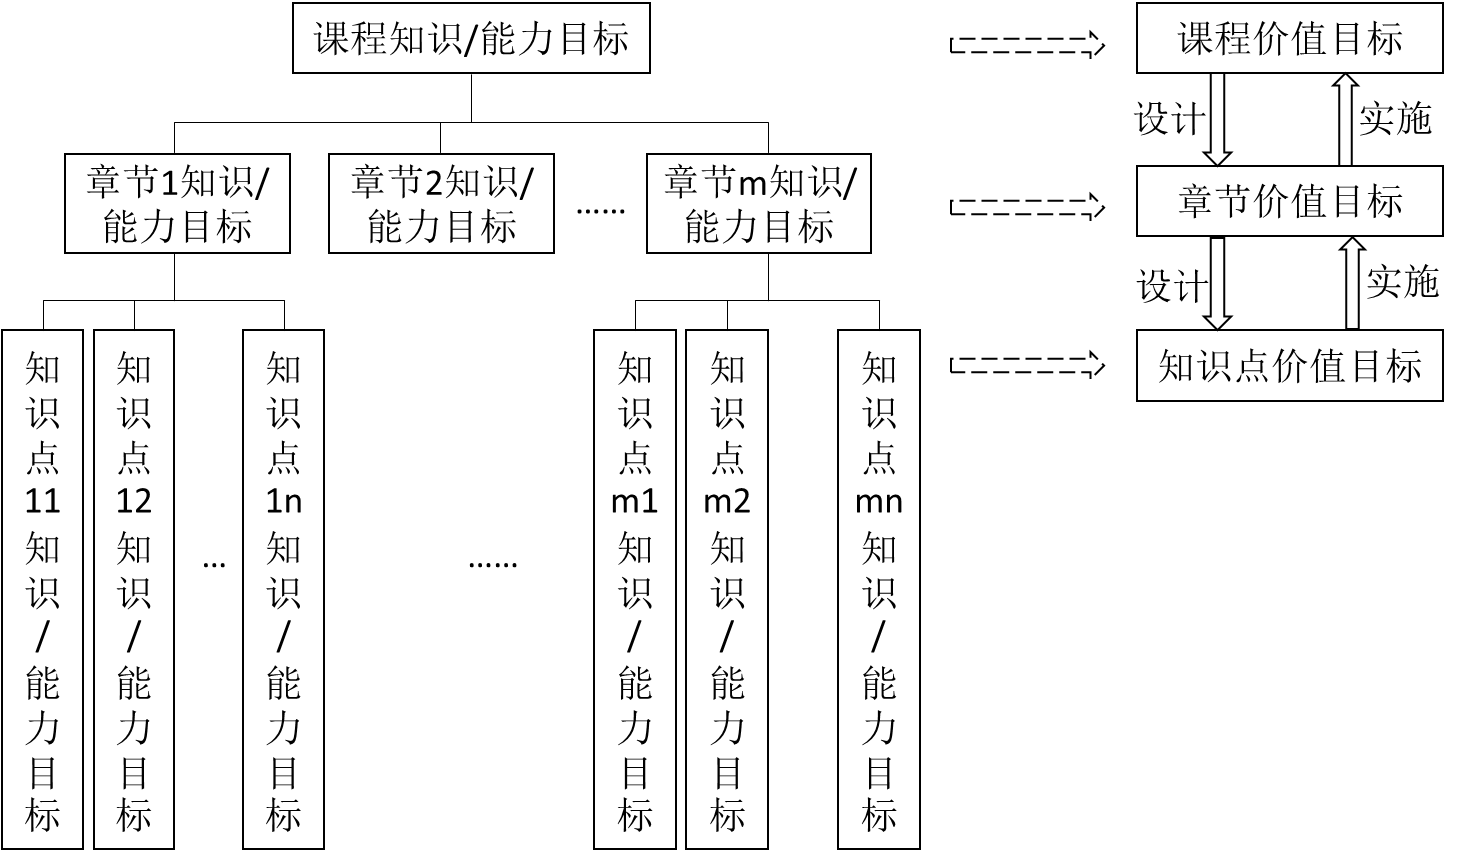 课程知识/能力目标
课程价值目标
设计
实施
章节1知识/
能力目标
章节2知识/
能力目标
......
章节m知识/
能力目标
章节价值目标
设计
实施
知识点11知识/能力目标
知识点12知识/能力目标
...
知识点1n知识/能力目标
......
知识点m1知识/能力目标
知识点m2知识/能力目标
知识点mn知识/能力目标
知识点价值目标